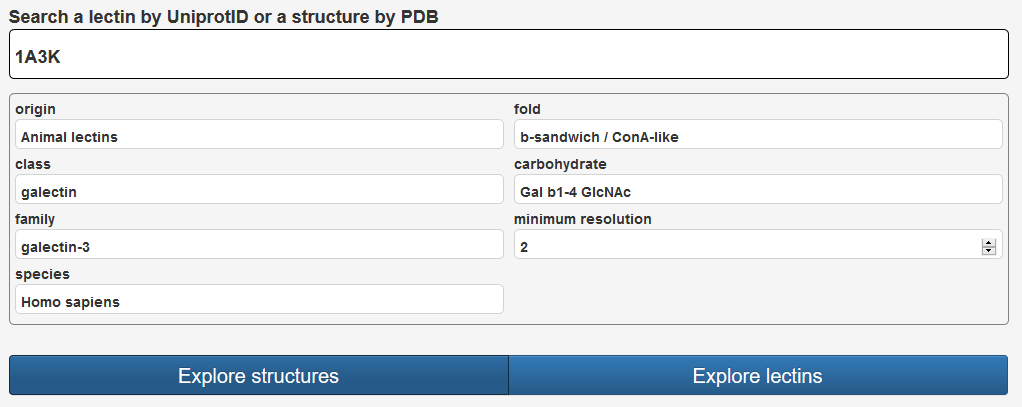 Search a lectin by UniprotID or a structure by PDB
1A3K
origin
Animal lectins
fold
b-sandwich / ConA-like
class
galectin
carbohydrate
Gal b1-4 GlcNAc
family
galectin-3
minimum resolution
2
species
Homo sapiens
Explore structures
Explore lectins